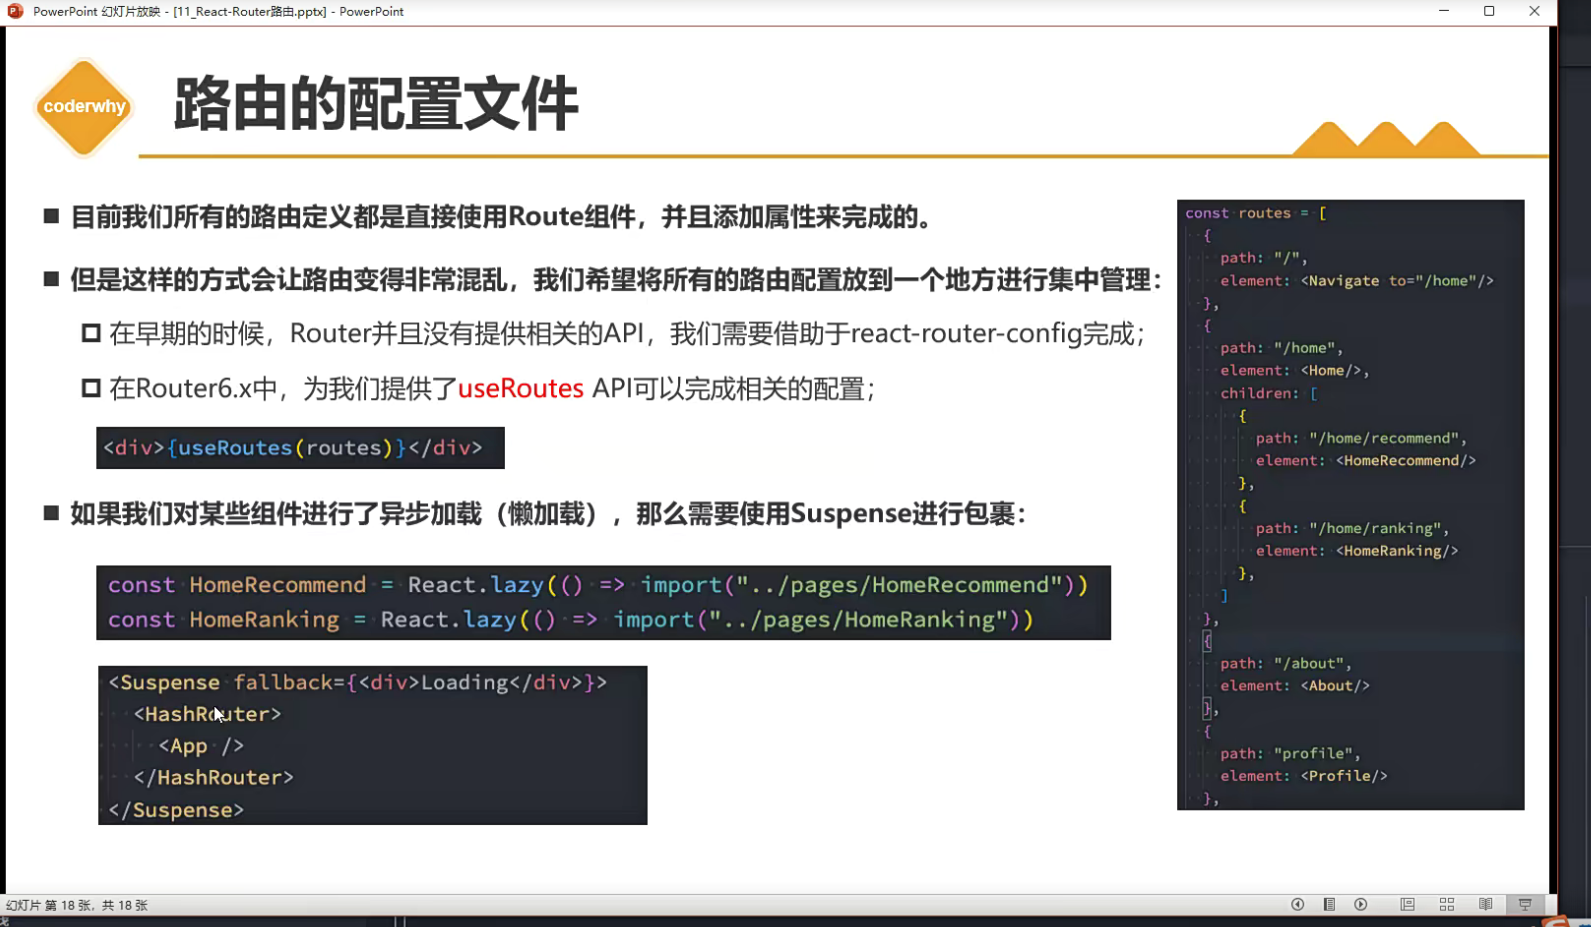 PowerPoint 幻灯片放映 - [11_React-Router路由.pptx] - PowerPoint
coderwhy
路由的配置文件
目前我们所有的路由定义都是直接使用Route组件，并且添加属性来完成的。
但是这样的方式会让路由变得非常混乱，我们希望将所有的路由配置放到一个地方进行集中管理：
在早期的时候，Router并且没有提供相关的API，我们需要借助于react-router-config完成；
在Router6.x中，为我们提供了useRoutes API可以完成相关的配置；
<div>{useRoutes(routes)}</div>
如果我们对某些组件进行了异步加载（懒加载），那么需要使用Suspense进行包裹：
const HomeRecommend = React.lazy(() => import("../pages/HomeRecommend"))
const HomeRanking = React.lazy(() => import("../pages/HomeRanking"))
<Suspense fallback={<div>Loading</div>}>
<HashRouter>
<App />
</HashRouter>
</Suspense>
const routes = [
{
path: "/",
element: <Navigate to="/home"/>
},
{
path: "/home",
element: <Home/>,
children: [
{
path: "/home/recommend",
element: <HomeRecommend/>
},
{
path: "/home/ranking",
element: <HomeRanking/>
},
]
},
{
path: "/about",
element: <About/>
},
{
path: "profile",
element: <Profile/>
},
幻灯片 第 18 张，共 18 张